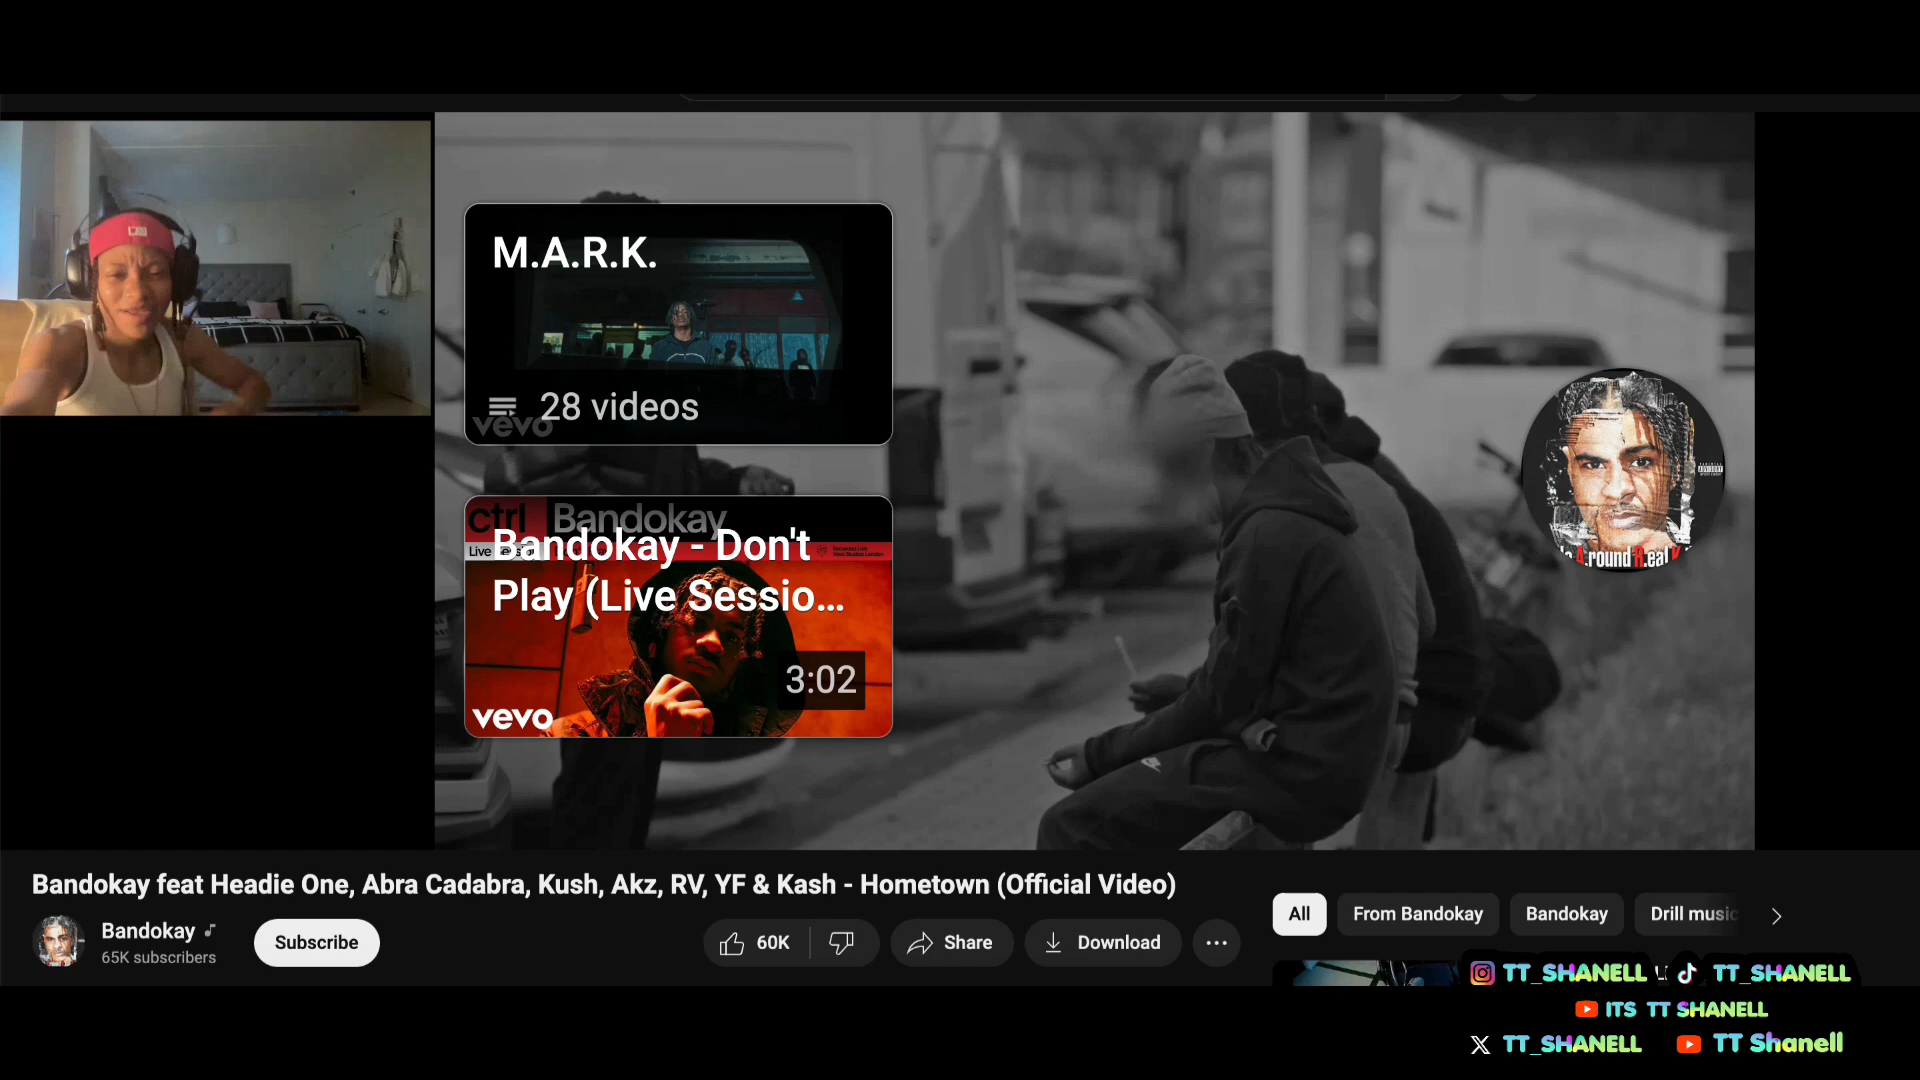 M.A.R.K.
28 videos
vevo
ctrl Bandokay
Live
Bandokay - Don't
Play (Live Sessio...
3:02
vevo
.round R.eal
Bandokay feat Headie One, Abra Cadabra, Kush, Akz, RV, YF & Kash - Hometown (Official Video)
Bandokay
65K subscribers
Subscribe
60K
Share
Download
All
From Bandokay
Bandokay
Drill music
TT_SHANELL
TT_SHANELL
ITS TT SHANELL
TT_SHANELL
TT Shanell